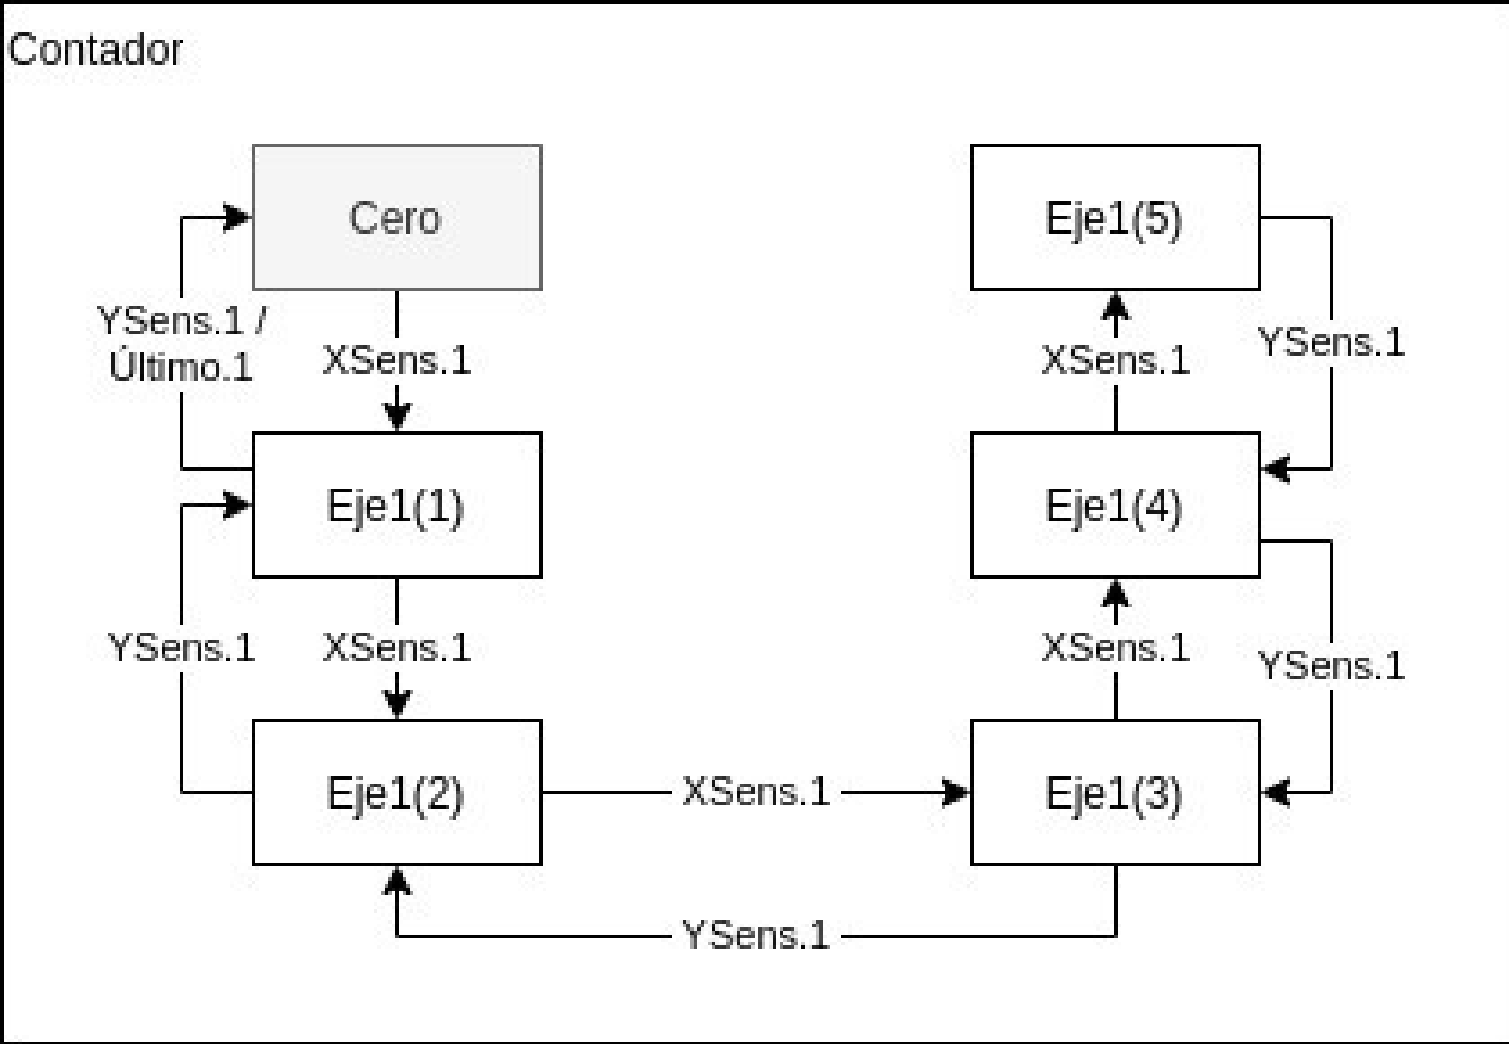 Contador
Cero
Eje1(5)
YSens.1 /
Último.1
XSens.1
XSens.1
YSens.1
Eje1(1)
Eje1(4)
YSens.1
XSens.1
XSens.1
YSens.1
Eje1(2)
XSens.1
Eje1(3)
YSens.1